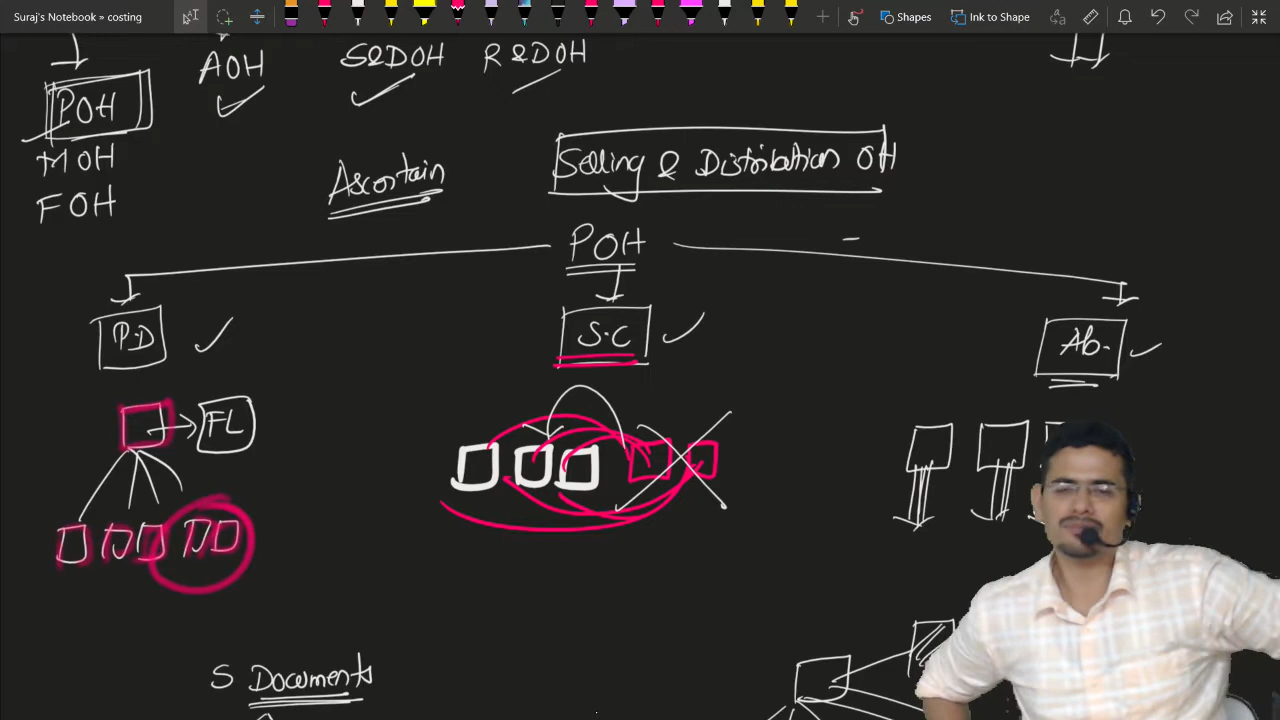 Suraj's Notebook » costing
Shapes
Ink to Shape
AOH
S&DOH
R&DOH
POH
MOH
FOH
Ascertain
Selling & Distribution OH
POH
P.D
S.C
Ab.
FL
S Documents